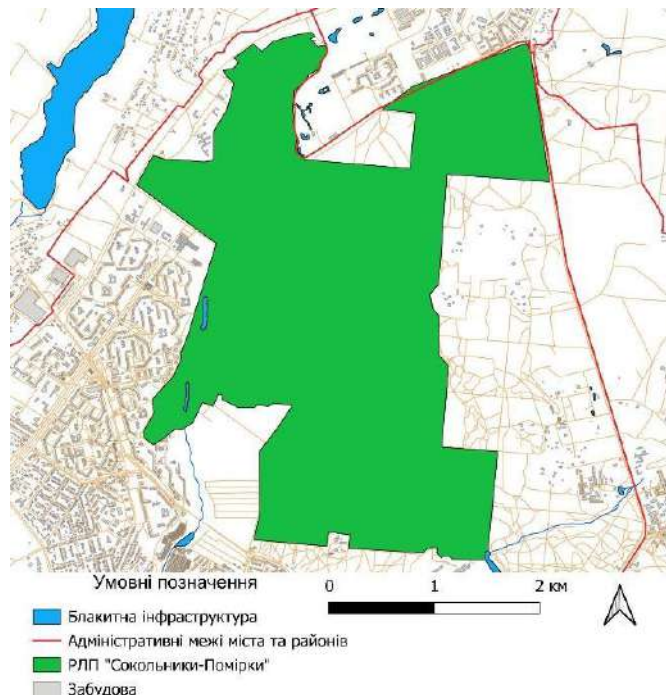 Умовні позначення
0 1 2 км
Блакитна інфраструктура
Адміністративні межі міста та районів
РЛП "Сокольники-Помірки"
Забудова